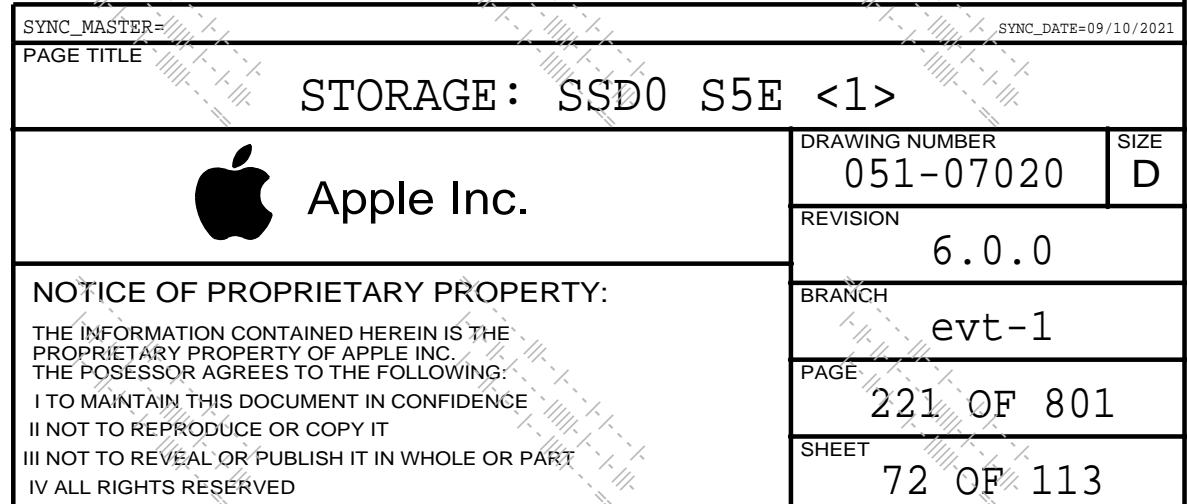 SYNC_MASTER=
SYNC_DATE=09/10/2021
PAGE TITLE
STORAGE: SSD0 S5E <1>
Apple Inc.
DRAWING NUMBER
051-07020
SIZE
D
REVISION
6.0.0
NOTICE OF PROPRIETARY PROPERTY:
THE INFORMATION CONTAINED HEREIN IS THE
PROPRIETARY PROPERTY OF APPLE INC.
THE POSESSOR AGREES TO THE FOLLOWING:
I TO MAINTAIN THIS DOCUMENT IN CONFIDENCE
II NOT TO REPRODUCE OR COPY IT
III NOT TO REVEAL OR PUBLISH IT IN WHOLE OR PART
IV ALL RIGHTS RESERVED
BRANCH
evt-1
PAGE
221 OF 801
SHEET
72 OF 113